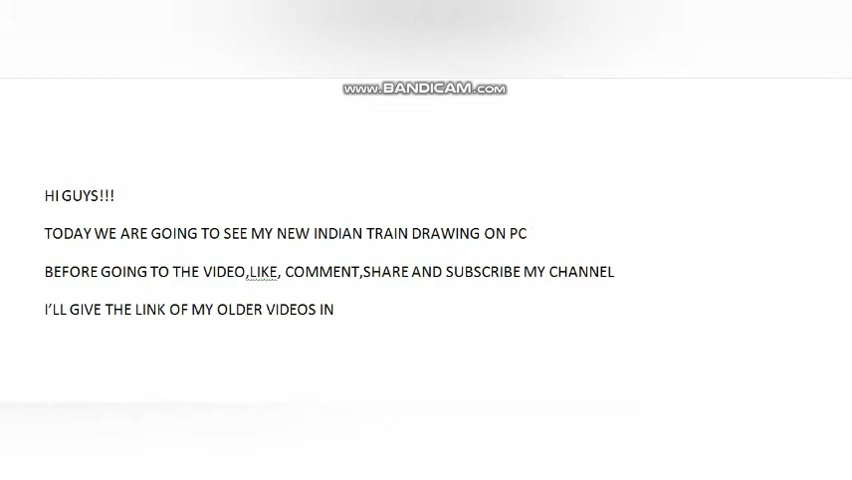 www.BANDICAM.com
HI GUYS!!!
TODAY WE ARE GOING TO SEE MY NEW INDIAN TRAIN DRAWING ON PC
BEFORE GOING TO THE VIDEO,LIKE, COMMENT,SHARE AND SUBSCRIBE MY CHANNEL
I’LL GIVE THE LINK OF MY OLDER VIDEOS IN